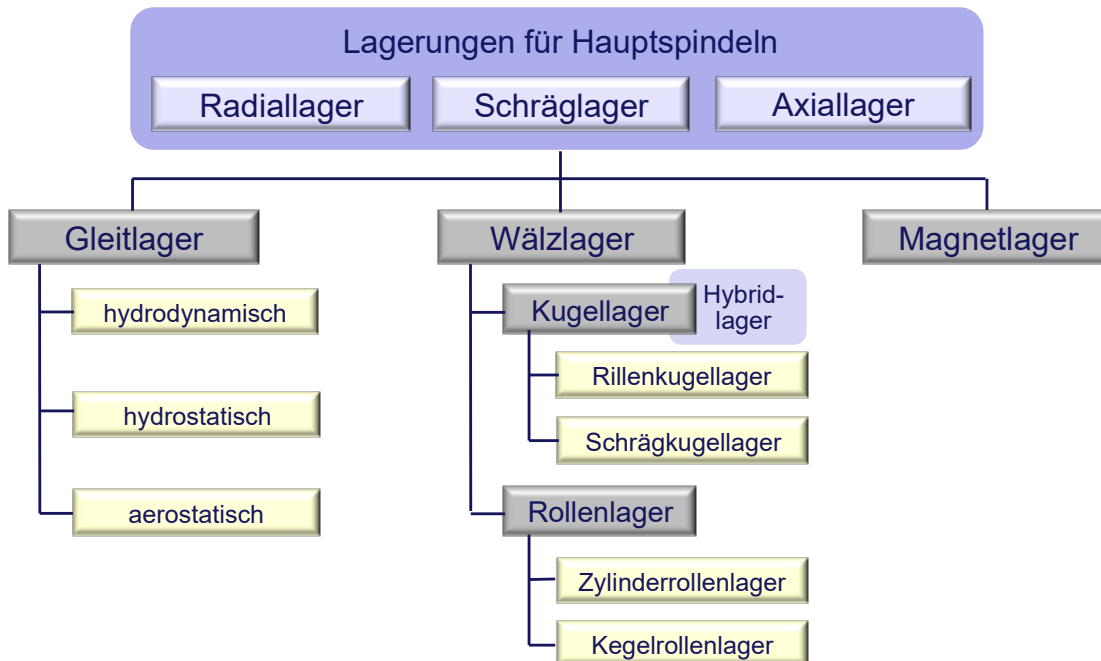 Lagerungen für Hauptspindeln
Radiallager
Schräglager
Axiallager
Gleitlager
Wälzlager
Magnetlager
hydrodynamisch
hydrostatisch
aerostatisch
Kugellager
Hybrid-
lager
Rillenkugellager
Schrägkugellager
Rollenlager
Zylinderrollenlager
Kegelrollenlager